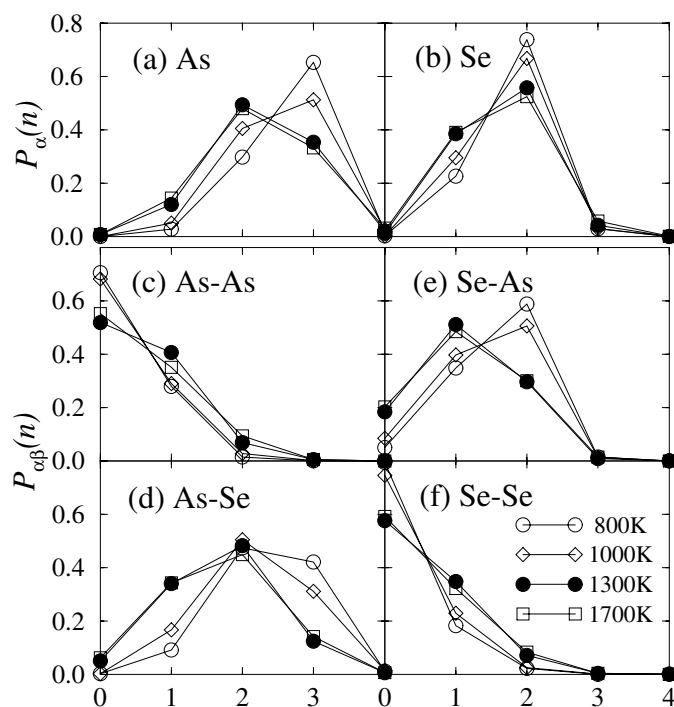 0.8
(a) As
(b) Se
0.6
P_α(n)
0.4
0.2
0.0
(c) As-As
(e) Se-As
0.6
0.4
0.2
0.0
P_αβ(n)
(d) As-Se
(f) Se-Se
0.6
800K
0.4
1000K
1300K
0.2
1700K
0.0
0 1 2 3 0 1 2 3 4